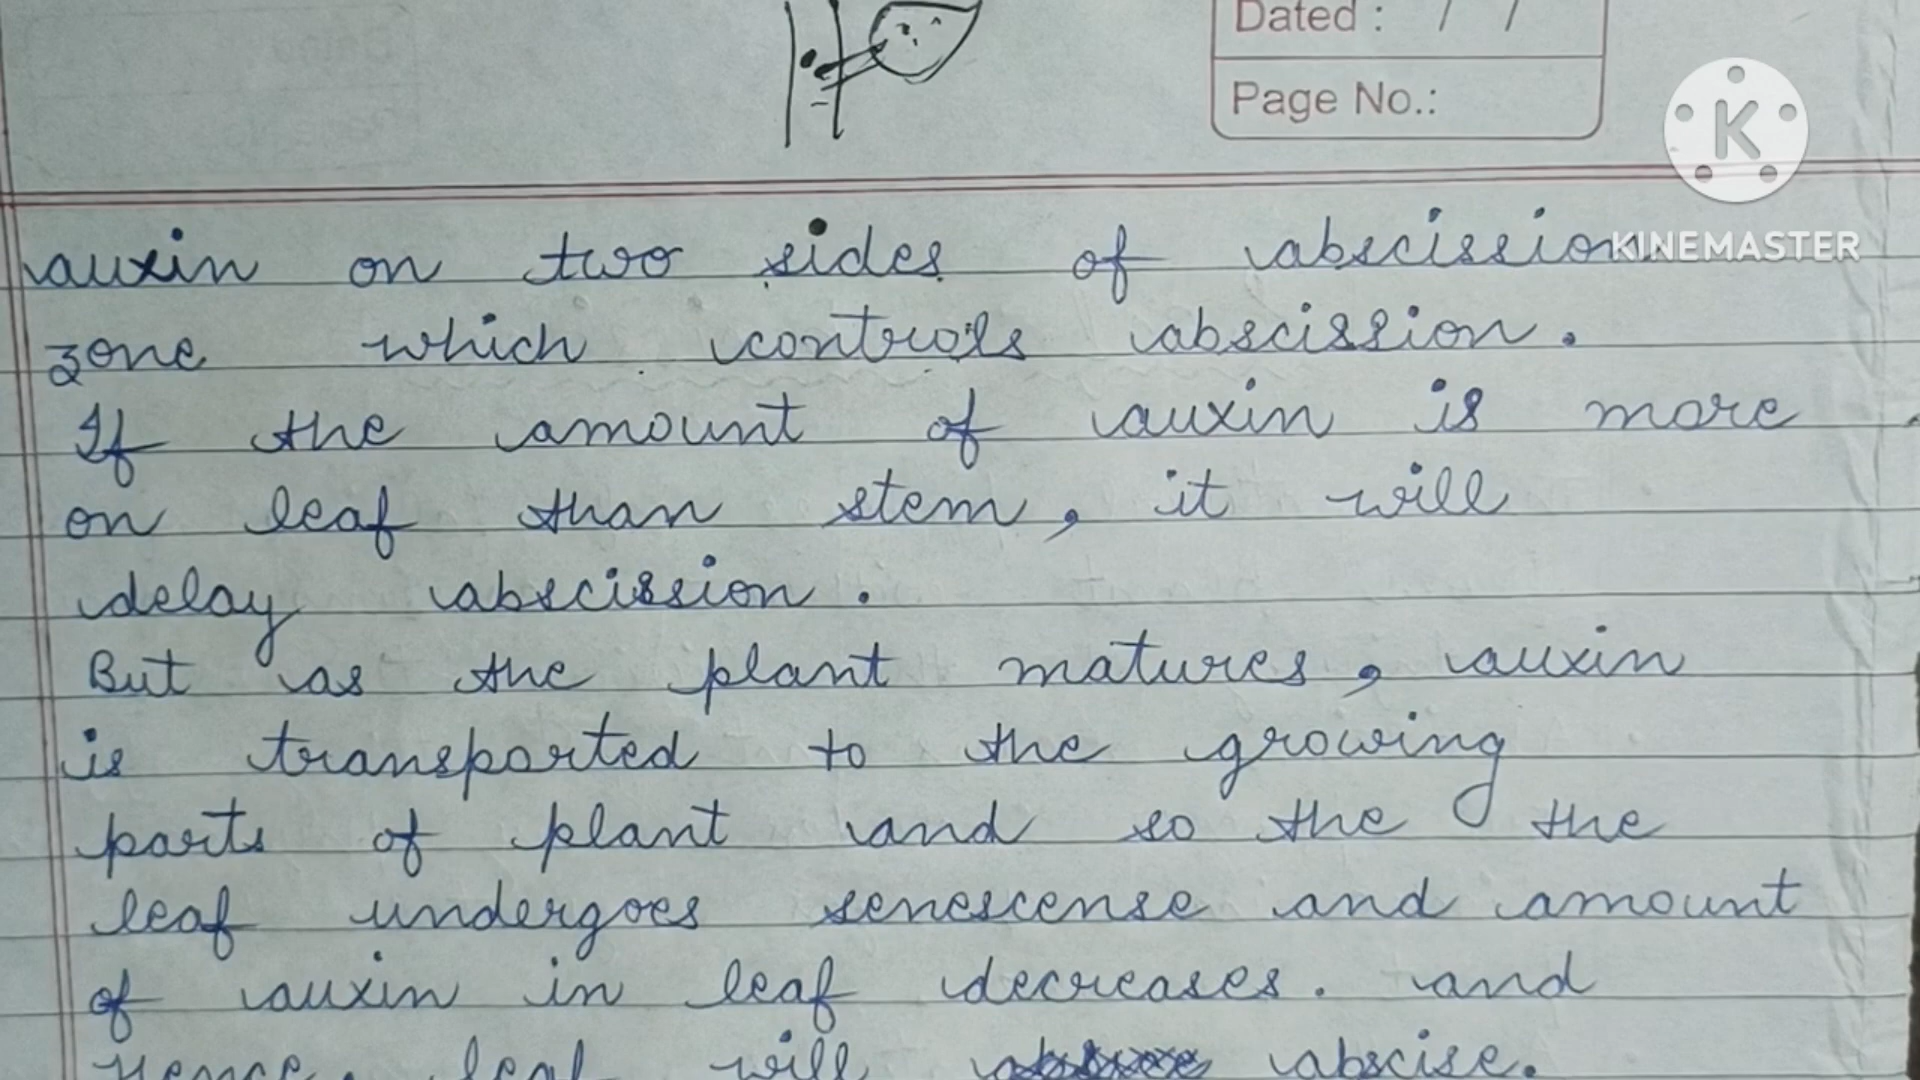 Dated : / /
Page No.:
K
KINEMASTER
auxin on two sides of abscission
zone which controls abscission.
If the amount of auxin is more
on leaf than stem, it will
delay abscission.
But as the plant matures, auxin
is transported to the growing
parts of plant and so the the
leaf undergoes senescense and amount
of auxin in leaf decreases. and
Hence, leaf will abscise.